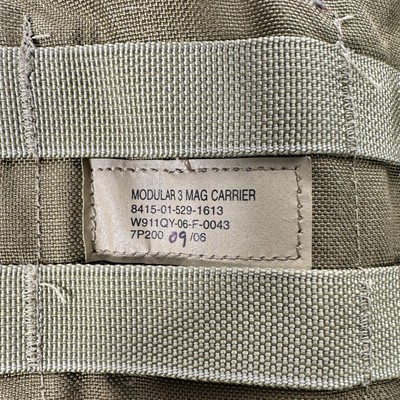 MODULAR 3 MAG CARRIER
8415-01-529-1613
W911QY-06-F-0043
7P200 09/06